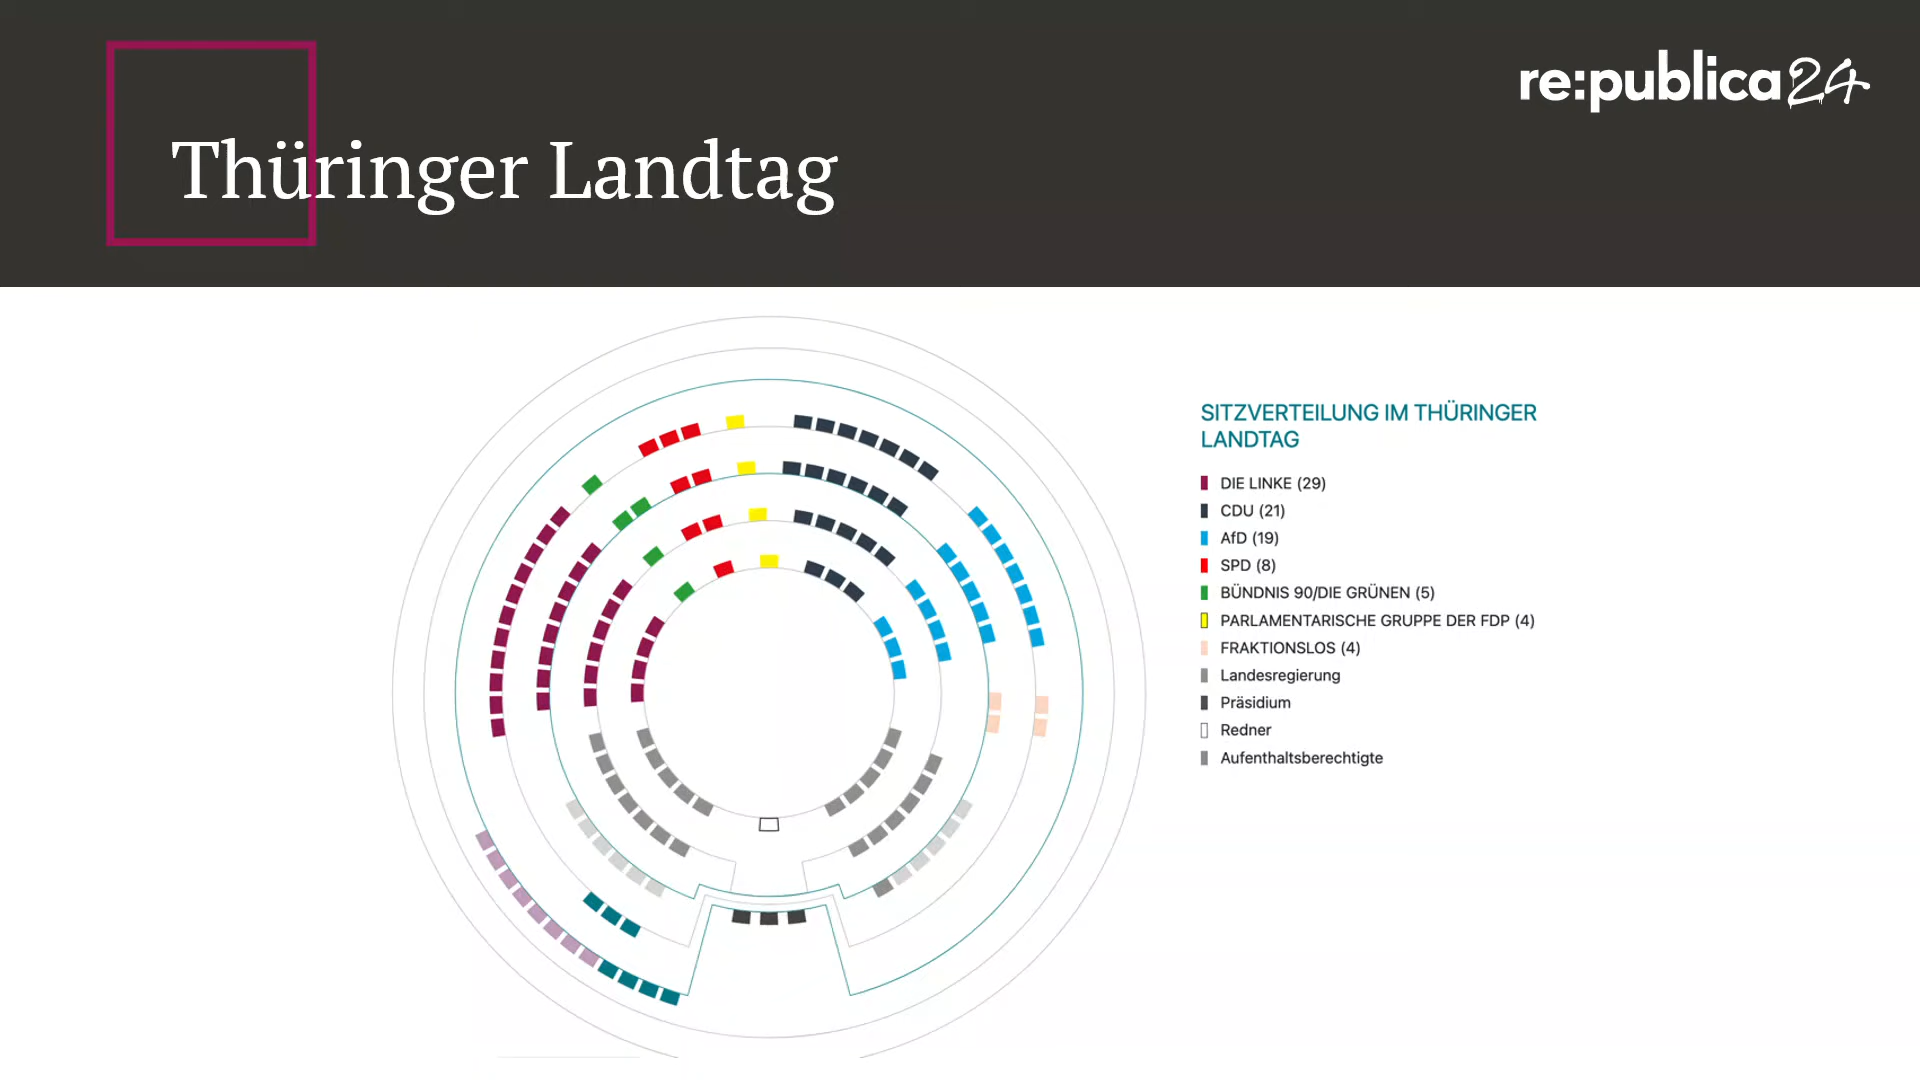 re:publica24
Thüringer Landtag
SITZVERTEILUNG IM THÜRINGER
LANDTAG
DIE LINKE (29)
CDU (21)
AfD (19)
SPD (8)
BÜNDNIS 90/DIE GRÜNEN (5)
PARLAMENTARISCHE GRUPPE DER FDP (4)
FRAKTIONSLOS (4)
Landesregierung
Präsidium
Redner
Aufenthaltsberechtigte